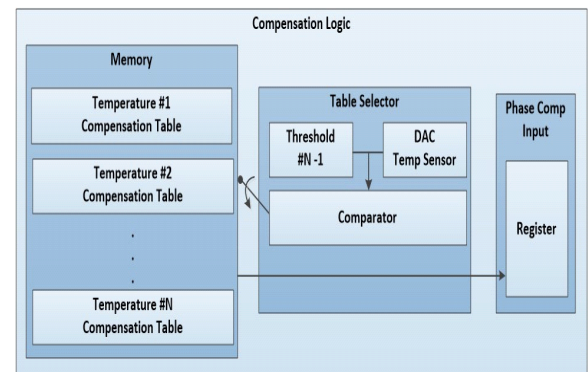 Compensation Logic
Memory
Temperature #1
Compensation Table
Temperature #2
Compensation Table
.
.
.
Temperature #N
Compensation Table
Table Selector
Threshold
#N -1
DAC
Temp Sensor
Comparator
Phase Comp
Input
Register